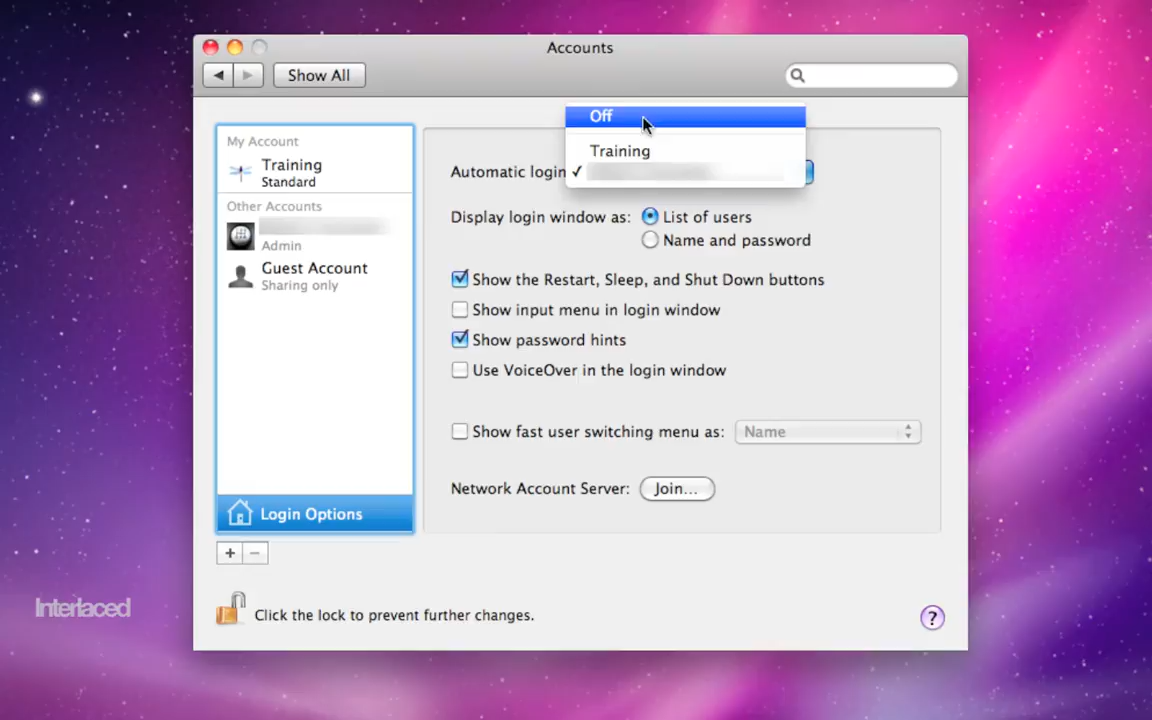 Accounts
Show All
Off
My Account
Training
Standard
Training
Automatic login
Other Accounts
Admin
Guest Account
Sharing only
Display login window as:
List of users
Name and password
Show the Restart, Sleep, and Shut Down buttons
Show input menu in login window
Show password hints
Use VoiceOver in the login window
Show fast user switching menu as:
Name
Network Account Server:
Join...
Login Options
Interlaced
Click the lock to prevent further changes.
?